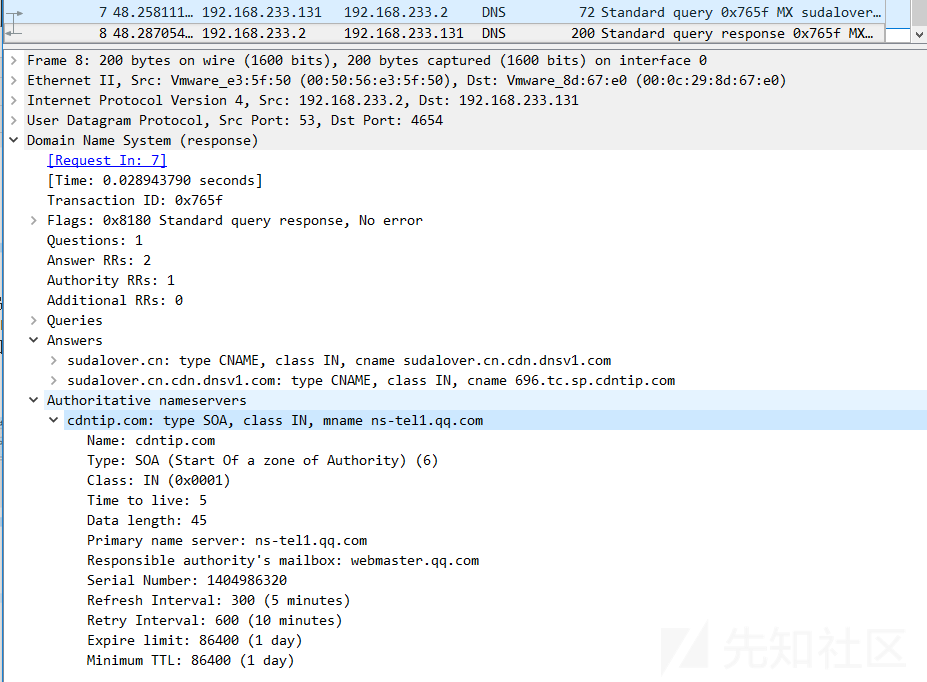 7 48.258111… 192.168.233.131 192.168.233.2 DNS 72 Standard query 0x765f MX sudalover…
8 48.287054… 192.168.233.2 192.168.233.131 DNS 200 Standard query response 0x765f MX…
Frame 8: 200 bytes on wire (1600 bits), 200 bytes captured (1600 bits) on interface 0
Ethernet II, Src: Vmware_e3:5f:50 (00:50:56:e3:5f:50), Dst: Vmware_8d:67:e0 (00:0c:29:8d:67:e0)
Internet Protocol Version 4, Src: 192.168.233.2, Dst: 192.168.233.131
User Datagram Protocol, Src Port: 53, Dst Port: 4654
Domain Name System (response)
[Request In: 7]
[Time: 0.028943790 seconds]
Transaction ID: 0x765f
Flags: 0x8180 Standard query response, No error
Questions: 1
Answer RRs: 2
Authority RRs: 1
Additional RRs: 0
Queries
Answers
sudalover.cn: type CNAME, class IN, cname sudalover.cn.cdn.dnsv1.com
sudalover.cn.cdn.dnsv1.com: type CNAME, class IN, cname 696.tc.sp.cdntip.com
Authoritative nameservers
cdntip.com: type SOA, class IN, mname ns-tel1.qq.com
Name: cdntip.com
Type: SOA (Start Of a zone of Authority) (6)
Class: IN (0x0001)
Time to live: 5
Data length: 45
Primary name server: ns-tel1.qq.com
Responsible authority's mailbox: webmaster.qq.com
Serial Number: 1404986320
Refresh Interval: 300 (5 minutes)
Retry Interval: 600 (10 minutes)
Expire limit: 86400 (1 day)
Minimum TTL: 86400 (1 day)
先知社区